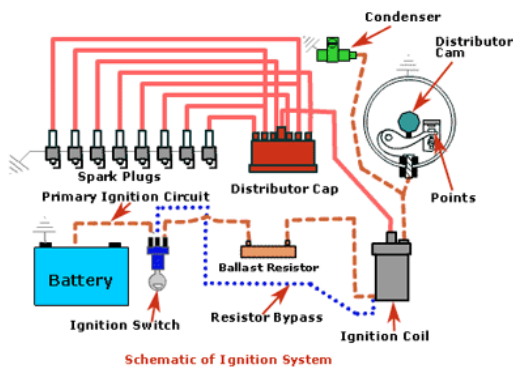 Condenser
Distributor
Cam
Spark Plugs
Distributor Cap
Points
Primary Ignition Circuit
Battery
Ballast Resistor
Ignition Switch
Resistor Bypass
Ignition Coil
Schematic of Ignition System